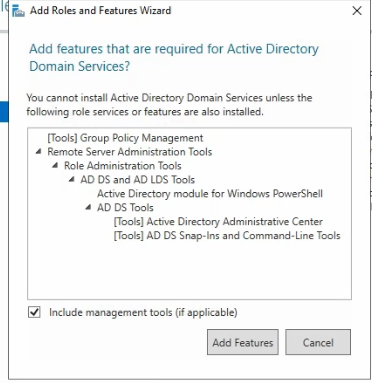 Add Roles and Features Wizard
Add features that are required for Active Directory
Domain Services?
You cannot install Active Directory Domain Services unless the
following role services or features are also installed.
[Tools] Group Policy Management
Remote Server Administration Tools
Role Administration Tools
AD DS and AD LDS Tools
Active Directory module for Windows PowerShell
AD DS Tools
[Tools] Active Directory Administrative Center
[Tools] AD DS Snap-Ins and Command-Line Tools
Include management tools (if applicable)
Add Features
Cancel